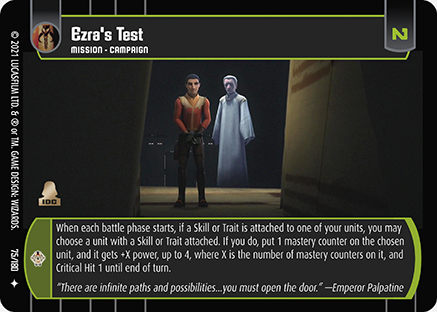 Ezra's Test
MISSION - CAMPAIGN
N
© 2021 LUCASFILM LTD. & ® or TM. GAME DESIGN: WIZARDS.
75/180
IDC
When each battle phase starts, if a Skill or Trait is attached to one of your units, you may
choose a unit with a Skill or Trait attached. If you do, put 1 mastery counter on the chosen
unit, and it gets +X power, up to 4, where X is the number of mastery counters on it, and
Critical Hit 1 until end of turn.
"There are infinite paths and possibilities...you must open the door." —Emperor Palpatine